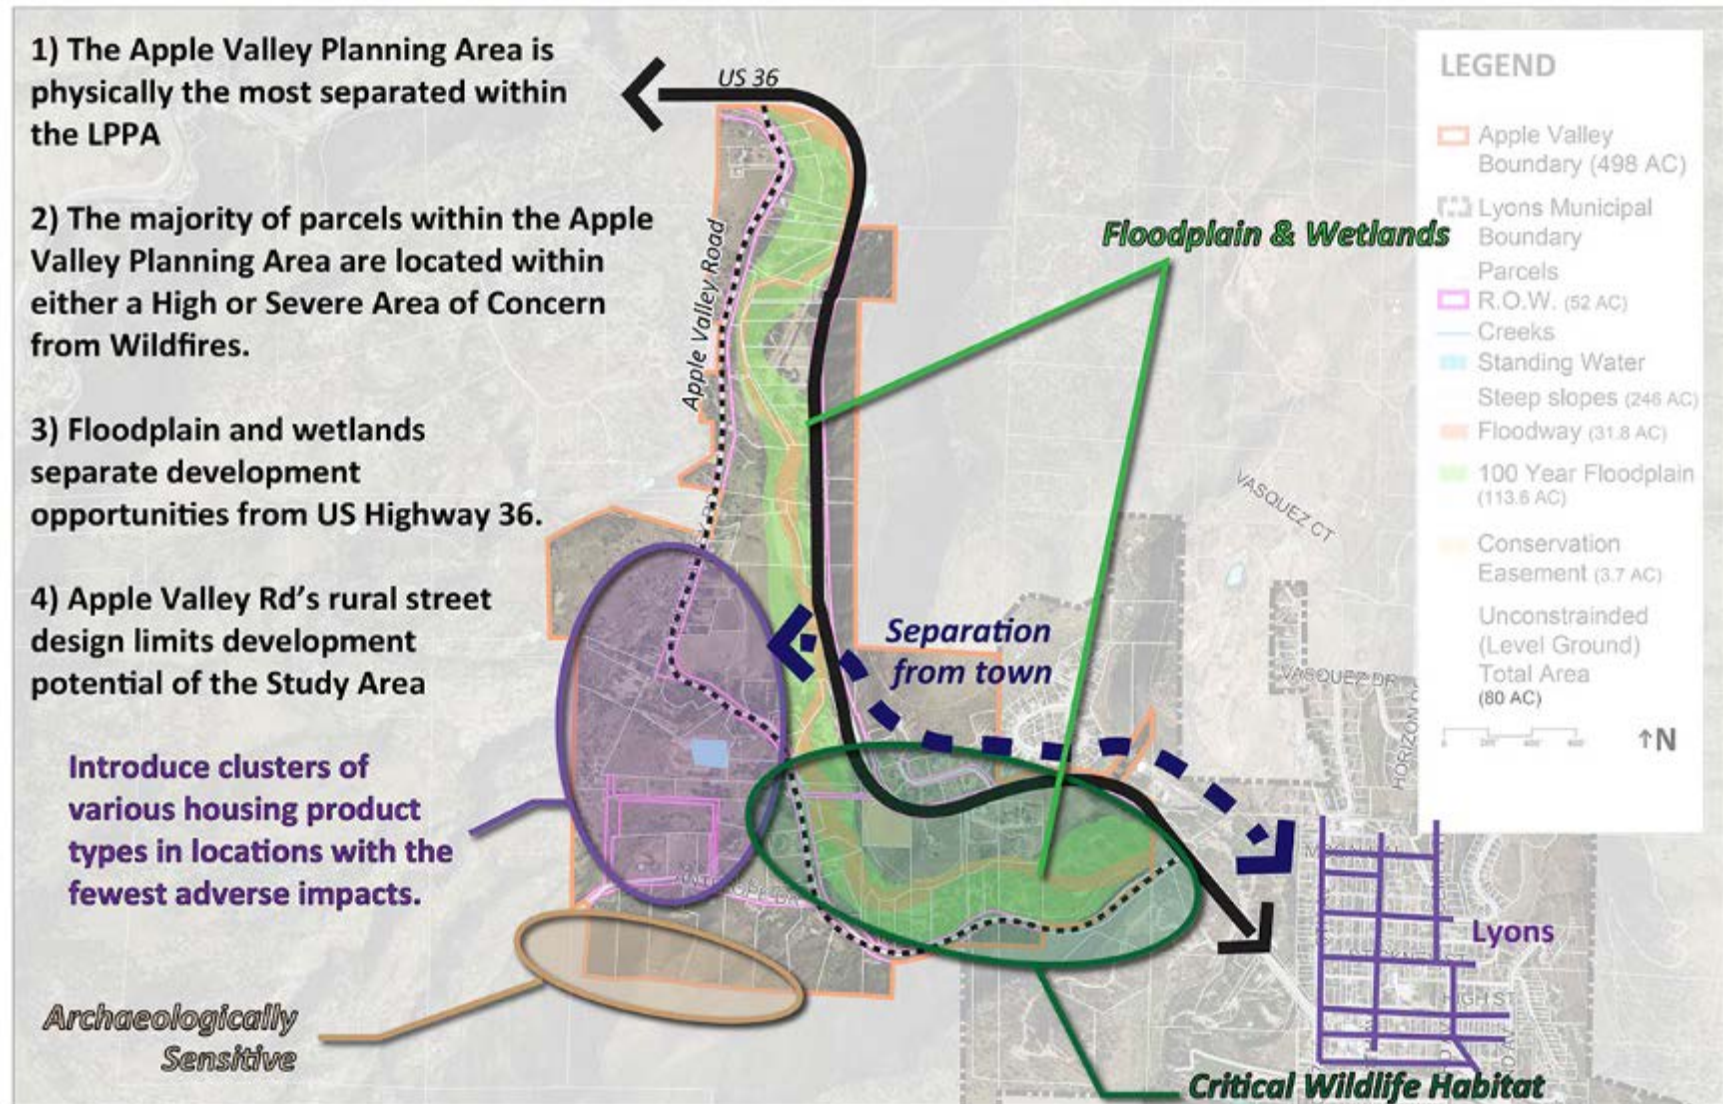 1) The Apple Valley Planning Area is
physically the most separated within
the LPPA
2) The majority of parcels within the Apple
Valley Planning Area are located within
either a High or Severe Area of Concern
from Wildfires.
3) Floodplain and wetlands
separate development
opportunities from US Highway 36.
4) Apple Valley Rd's rural street
design limits development
potential of the Study Area
Introduce clusters of
various housing product
types in locations with the
fewest adverse impacts.
Archaeologically
Sensitive
US 36
Apple Valley Road
Floodplain & Wetlands
Separation
from town
VASQUEZ CT
VASQUEZ DR
Lyons
HIGH ST
Critical Wildlife Habitat
LEGEND
Apple Valley
Boundary (498 AC)
Lyons Municipal
Boundary
Parcels
R.O.W. (52 AC)
Creeks
Standing Water
Steep slopes (246 AC)
Floodway (31.8 AC)
100 Year Floodplain
(113.6 AC)
Conservation
Easement (3.7 AC)
Unconstrainded
(Level Ground)
Total Area
(80 AC)
N